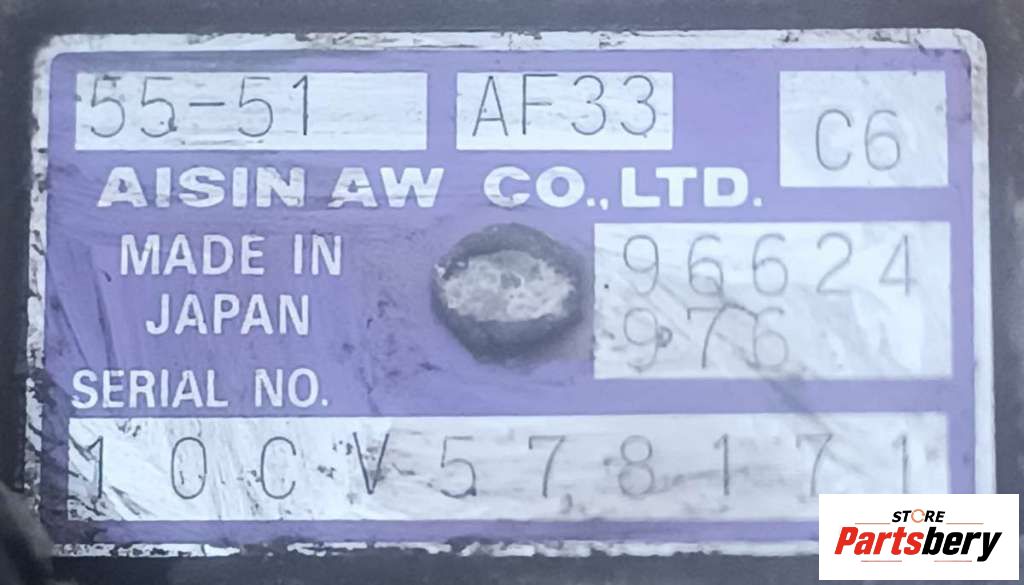 55-51 AF33 C6
AISIN AW CO., LTD.
MADE IN
JAPAN
96624
976
SERIAL NO.
10CV578171
STORE
Partsbery